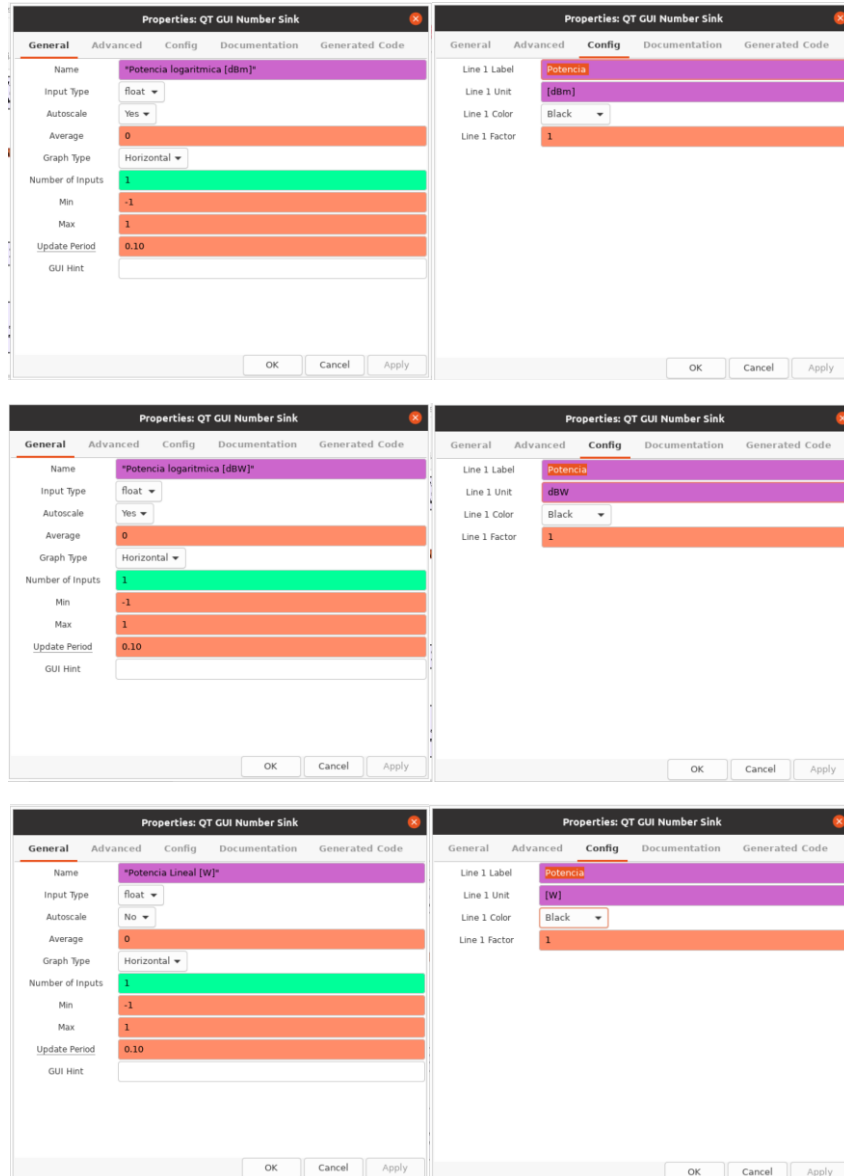 Properties: QT GUI Number Sink
General Advanced Config Documentation Generated Code
Name "Potencia logaritmica [dBm]"
Input Type float
Autoscale Yes
Average 0
Graph Type Horizontal
Number of Inputs 1
Min -1
Max 1
Update Period 0.10
GUI Hint
OK Cancel Apply
Properties: QT GUI Number Sink
General Advanced Config Documentation Generated Code
Line 1 Label Potencia
Line 1 Unit [dBm]
Line 1 Color Black
Line 1 Factor 1
OK Cancel Apply
Properties: QT GUI Number Sink
General Advanced Config Documentation Generated Code
Name "Potencia logaritmica [dBW]"
Input Type float
Autoscale Yes
Average 0
Graph Type Horizontal
Number of Inputs 1
Min -1
Max 1
Update Period 0.10
GUI Hint
OK Cancel Apply
Properties: QT GUI Number Sink
General Advanced Config Documentation Generated Code
Line 1 Label Potencia
Line 1 Unit dBW
Line 1 Color Black
Line 1 Factor 1
OK Cancel Apply
Properties: QT GUI Number Sink
General Advanced Config Documentation Generated Code
Name "Potencia Lineal [W]"
Input Type float
Autoscale No
Average 0
Graph Type Horizontal
Number of Inputs 1
Min -1
Max 1
Update Period 0.10
GUI Hint
OK Cancel Apply
Properties: QT GUI Number Sink
General Advanced Config Documentation Generated Code
Line 1 Label Potencia
Line 1 Unit [W]
Line 1 Color Black
Line 1 Factor 1
OK Cancel Apply